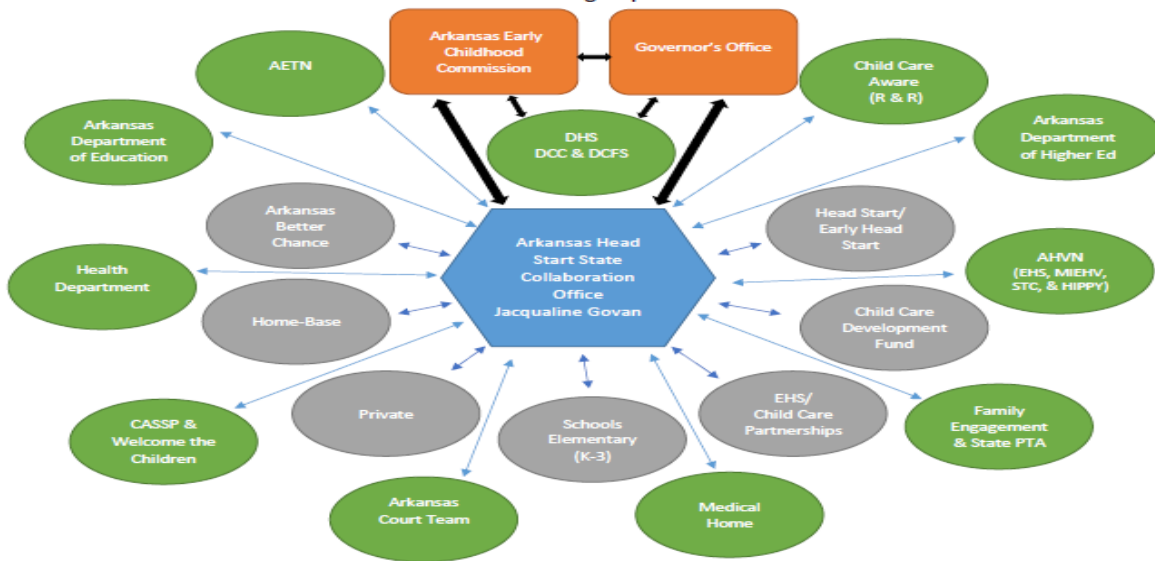 Arkansas Early
Childhood
Commission
Governor's Office
AETN
Child Care
Aware
(R & R)
DHS
DCC & DCFS
Arkansas
Department
of Education
Arkansas
Department
of Higher Ed
Arkansas
Better
Chance
Head Start/
Early Head
Start
Arkansas Head
Start State
Collaboration
Office
Jacqualine Govan
Health
Department
AHVN
(EHS, MIEHV,
STC, & HIPPY)
Home-Base
Child Care
Development
Fund
Private
Schools
Elementary
(K-3)
EHS/
Child Care
Partnerships
CASSP &
Welcome the
Children
Family
Engagement
& State PTA
Arkansas
Court Team
Medical
Home